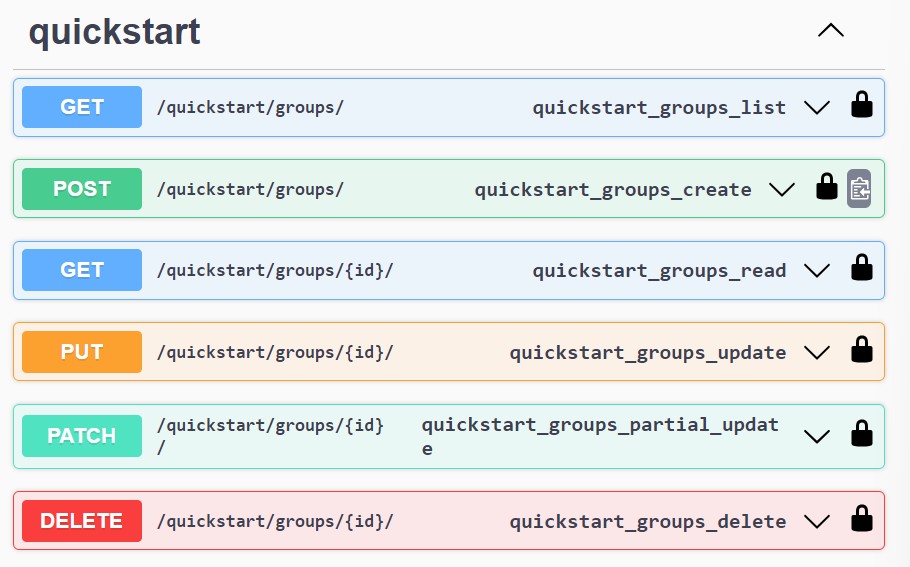 quickstart
GET /quickstart/groups/ quickstart_groups_list
POST /quickstart/groups/ quickstart_groups_create
GET /quickstart/groups/{id}/ quickstart_groups_read
PUT /quickstart/groups/{id}/ quickstart_groups_update
PATCH /quickstart/groups/{id} quickstart_groups_partial_updat
/ e
DELETE /quickstart/groups/{id}/ quickstart_groups_delete